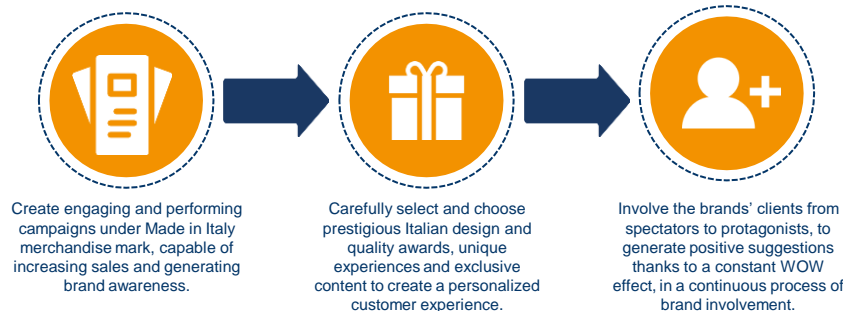 Create engaging and performing
campaigns under Made in Italy
merchandise mark, capable of
increasing sales and generating
brand awareness.
Carefully select and choose
prestigious Italian design and
quality awards, unique
experiences and exclusive
content to create a personalized
customer experience.
Involve the brands’ clients from
spectators to protagonists, to
generate positive suggestions
thanks to a constant WOW
effect, in a continuous process of
brand involvement.